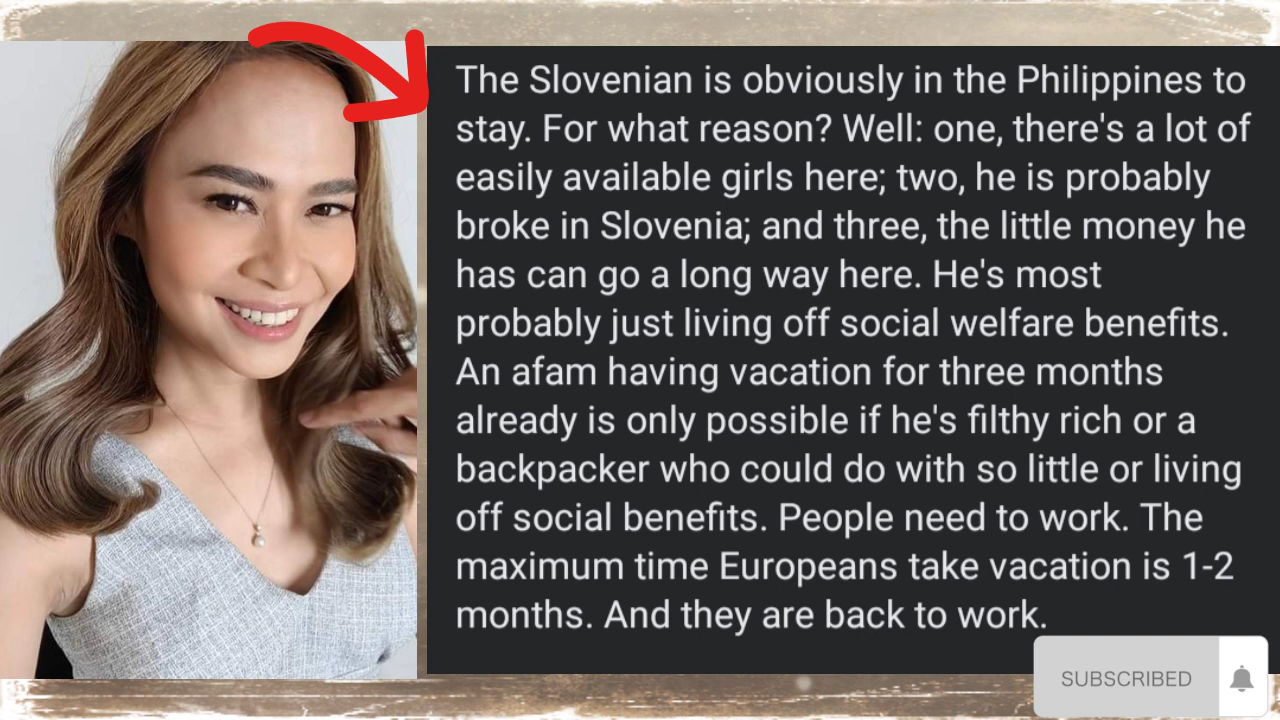 The Slovenian is obviously in the Philippines to
stay. For what reason? Well: one, there's a lot of
easily available girls here; two, he is probably
broke in Slovenia; and three, the little money he
has can go a long way here. He's most
probably just living off social welfare benefits.
An afam having vacation for three months
already is only possible if he's filthy rich or a
backpacker who could do with so little or living
off social benefits. People need to work. The
maximum time Europeans take vacation is 1-2
months. And they are back to work.
SUBSCRIBED